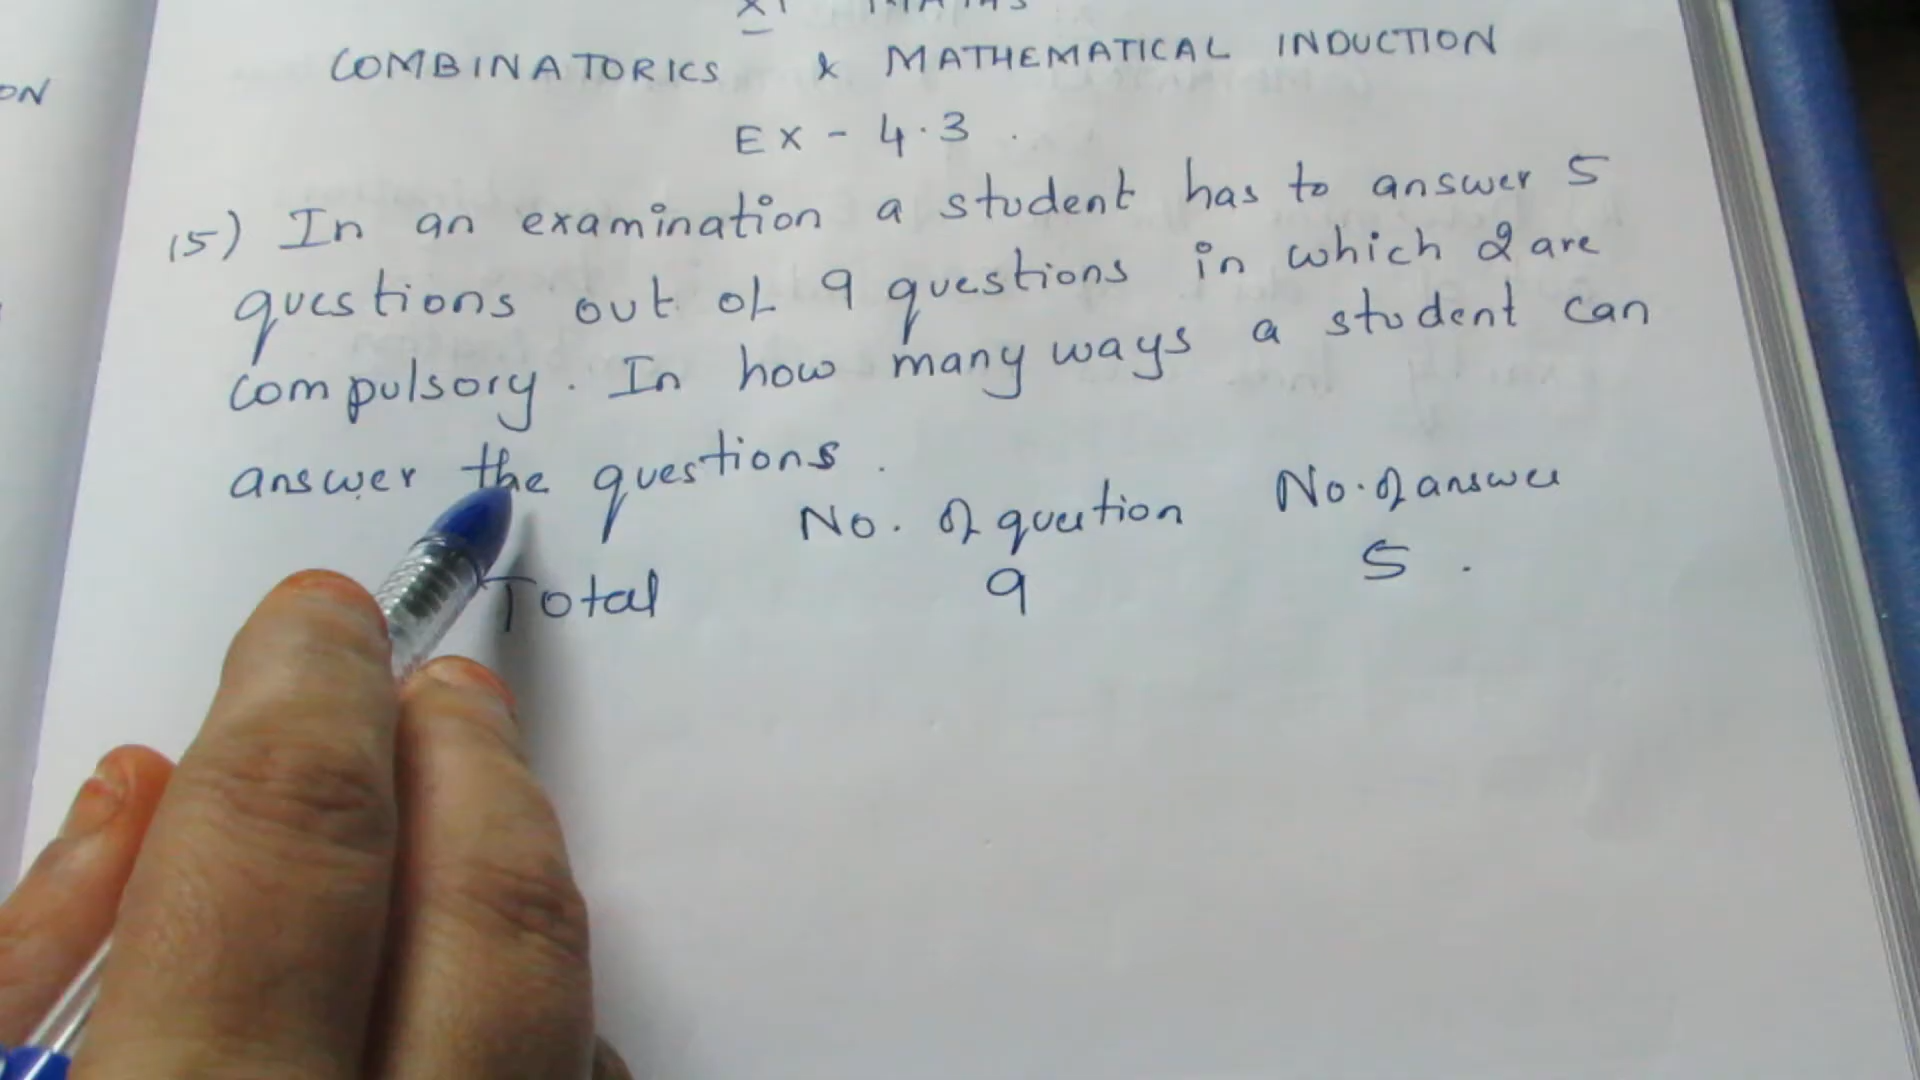 ON
COMBINATORICS & MATHEMATICAL INDUCTION
EX - 4.3
15) In an examination a student has to answer 5
questions out of 9 questions in which 2 are
compulsory. In how many ways a student can
answer the questions.
No. of question No. of answer
Total 9 5